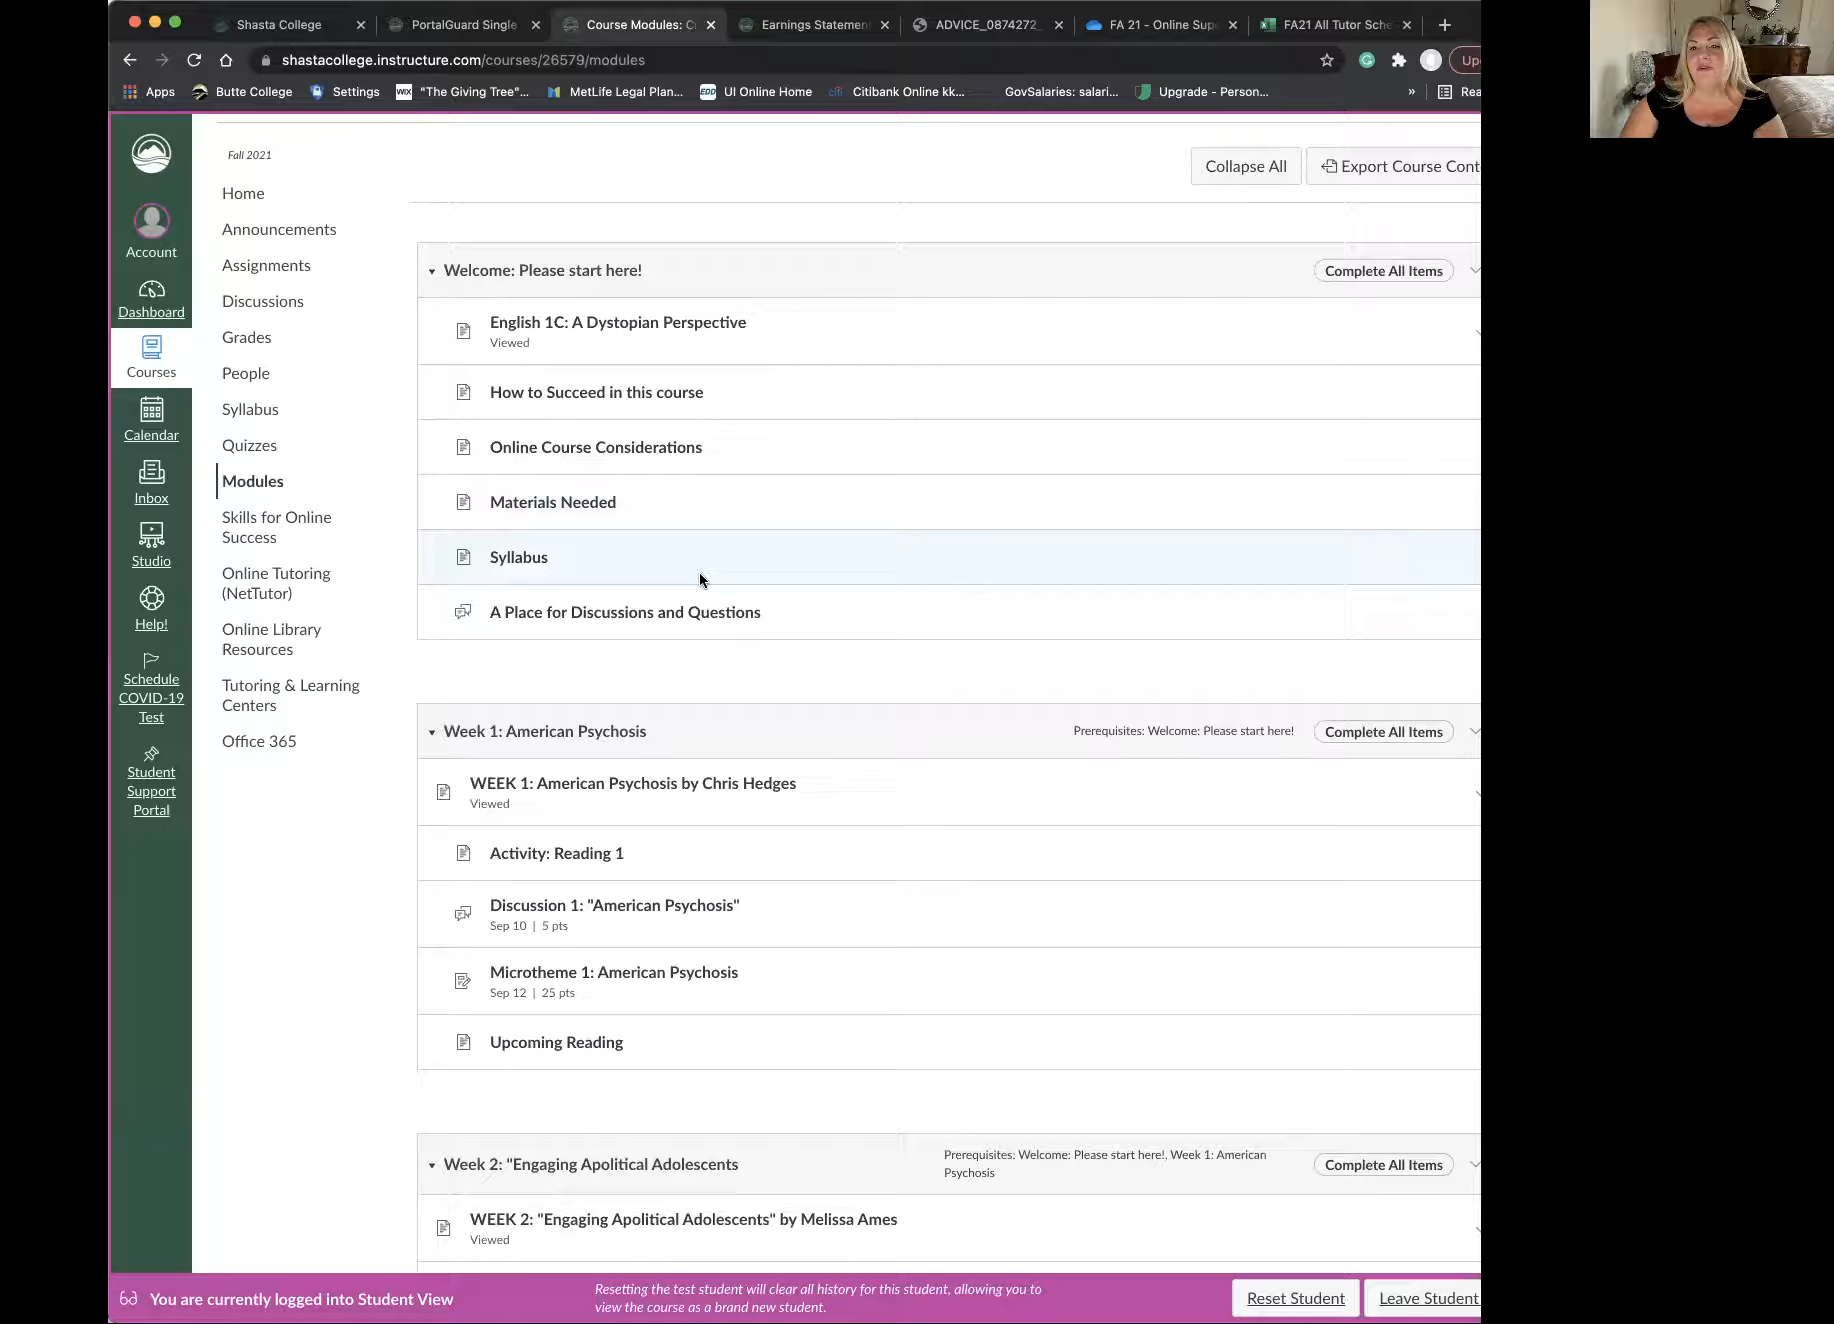 Shasta College
PortalGuard Single
Course Modules: C
Earnings Statemen
ADVICE_0874272_
FA 21 - Online Sup
FA21 All Tutor Sche
shastacollege.instructure.com/courses/26579/modules
Up
Apps
Butte College
Settings
WIX
"The Giving Tree"...
MetLife Legal Plan...
EDD
UI Online Home
citi
Citibank Online kk...
GovSalaries: salari...
Upgrade - Person...
»
Rea
Account
Dashboard
Courses
Calendar
Inbox
Studio
Help!
Schedule
COVID-19
Test
Student
Support
Portal
Fall 2021
Home
Announcements
Assignments
Discussions
Grades
People
Syllabus
Quizzes
Modules
Skills for Online
Success
Online Tutoring
(NetTutor)
Online Library
Resources
Tutoring & Learning
Centers
Office 365
Collapse All
Export Course Cont
Welcome: Please start here!
Complete All Items
English 1C: A Dystopian Perspective
Viewed
How to Succeed in this course
Online Course Considerations
Materials Needed
Syllabus
A Place for Discussions and Questions
Week 1: American Psychosis
Prerequisites: Welcome: Please start here!
Complete All Items
WEEK 1: American Psychosis by Chris Hedges
Viewed
Activity: Reading 1
Discussion 1: "American Psychosis"
Sep 10 | 5 pts
Microtheme 1: American Psychosis
Sep 12 | 25 pts
Upcoming Reading
Week 2: "Engaging Apolitical Adolescents
Prerequisites: Welcome: Please start here!, Week 1: American
Psychosis
Complete All Items
WEEK 2: "Engaging Apolitical Adolescents" by Melissa Ames
Viewed
You are currently logged into Student View
Resetting the test student will clear all history for this student, allowing you to
view the course as a brand new student.
Reset Student
Leave Student